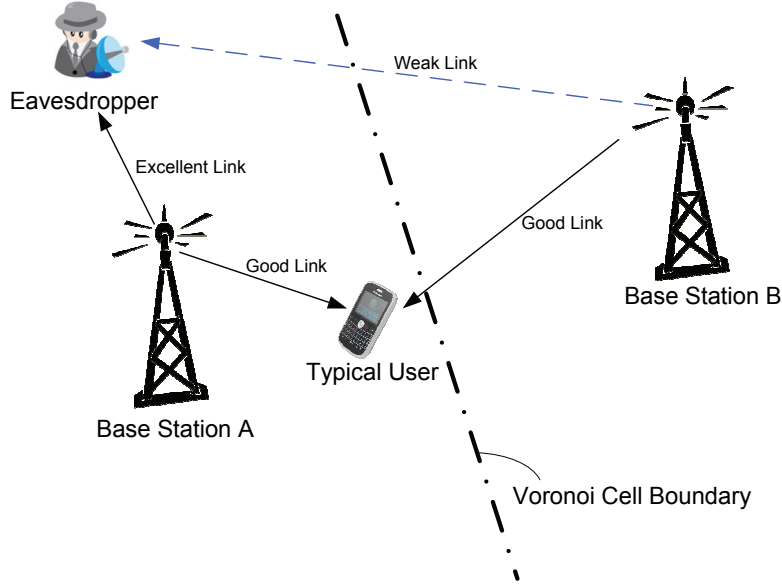 Weak Link
Eavesdropper
Excellent Link
Good Link
Good Link
Base Station B
Typical User
Base Station A
Voronoi Cell Boundary